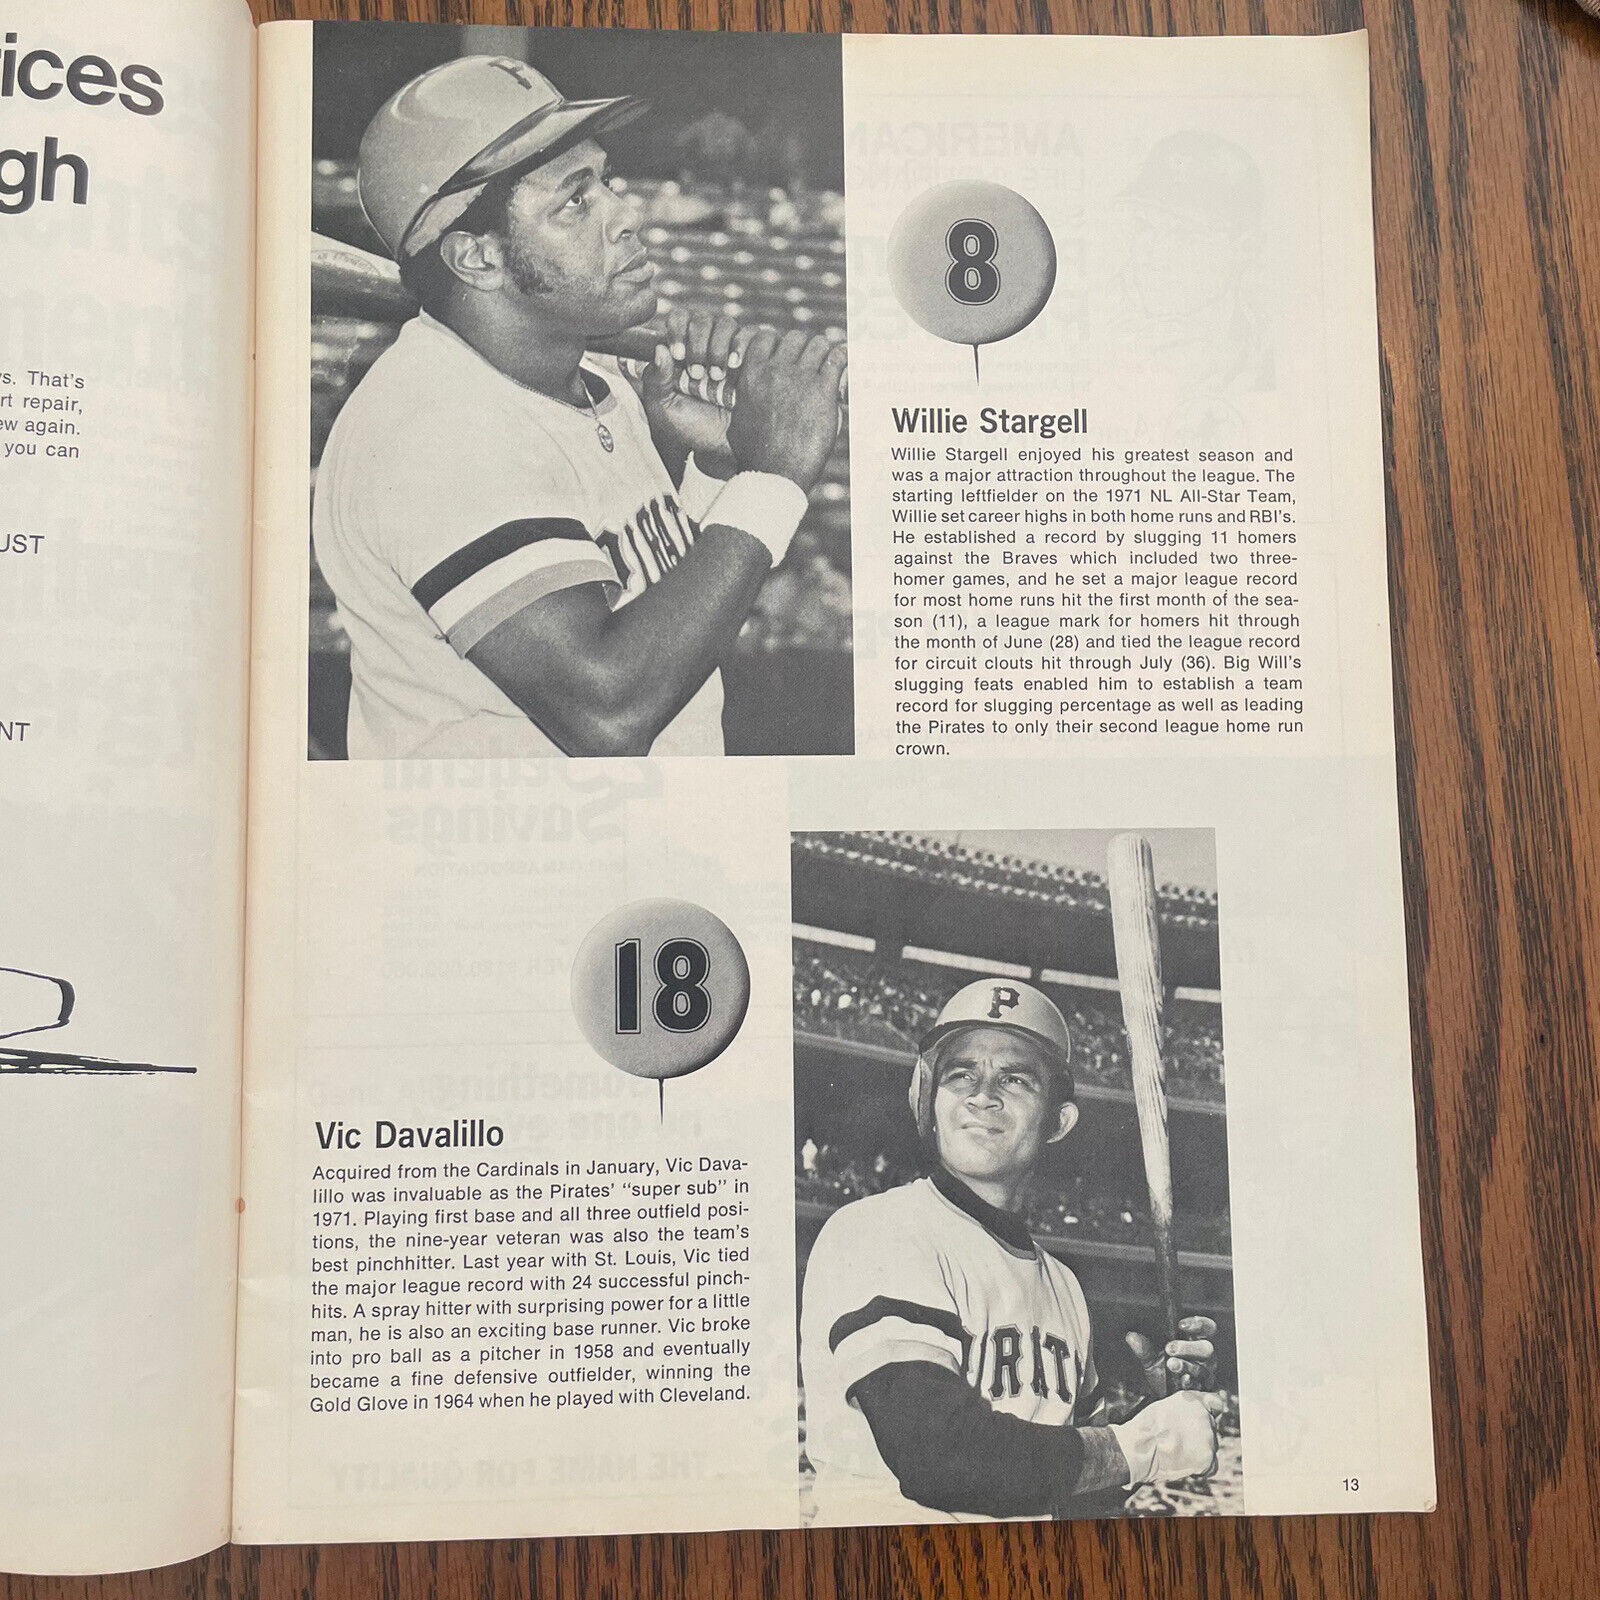 ices
gh
s. That's
rt repair,
ew again.
you can
UST
NT
P
PIRAT
8
Willie Stargell
Willie Stargell enjoyed his greatest season and
was a major attraction throughout the league. The
starting leftfielder on the 1971 NL All-Star Team,
Willie set career highs in both home runs and RBI's.
He established a record by slugging 11 homers
against the Braves which included two three-
homer games, and he set a major league record
for most home runs hit the first month of the sea-
son (11), a league mark for homers hit through
the month of June (28) and tied the league record
for circuit clouts hit through July (36). Big Will's
slugging feats enabled him to establish a team
record for slugging percentage as well as leading
the Pirates to only their second league home run
crown.
18
Vic Davalillo
Acquired from the Cardinals in January, Vic Dava-
lillo was invaluable as the Pirates' "super sub" in
1971. Playing first base and all three outfield posi-
tions, the nine-year veteran was also the team's
best pinchhitter. Last year with St. Louis, Vic tied
the major league record with 24 successful pinch-
hits. A spray hitter with surprising power for a little
man, he is also an exciting base runner. Vic broke
into pro ball as a pitcher in 1958 and eventually
became a fine defensive outfielder, winning the
Gold Glove in 1964 when he played with Cleveland.
P
IRAT
13